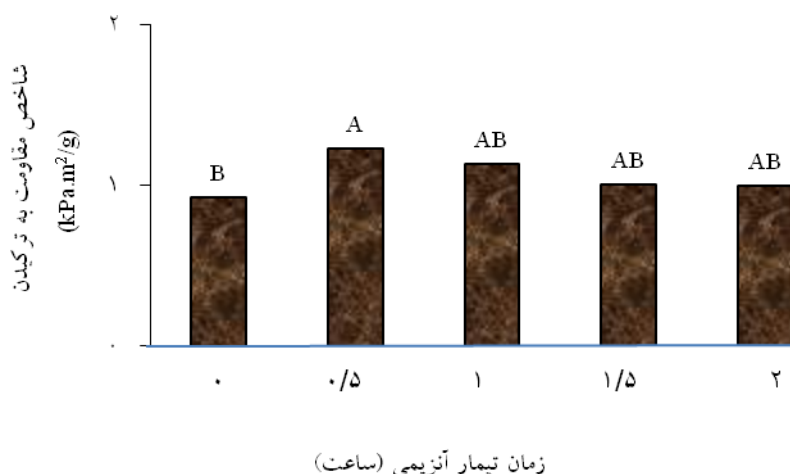 شاخص مقاومت به ترکیدن
(kPa.m²/g)
۲
۱
۰
B
A
AB
AB
AB
۰
۰/۵
۱
۱/۵
۲
زمان تیمار آنزیمی (ساعت)